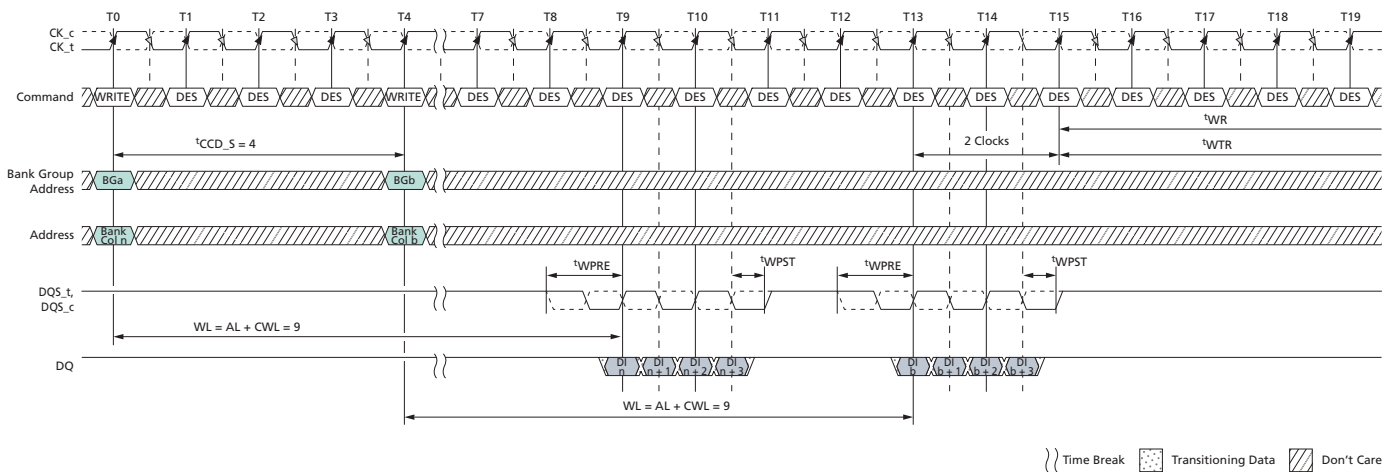 T0 T1 T2 T3 T4 T7 T8 T9 T10 T11 T12 T13 T14 T15 T16 T17 T18 T19
CK_c
CK_t
Command WRITE DES DES DES WRITE DES DES DES DES DES DES DES DES DES DES DES DES DES
tWR
tCCD_S = 4 2 Clocks
tWTR
Bank Group
Address BGa BGb
Address Bank
Col n Bank
Col b
tWPRE tWPST tWPRE tWPST
DQS_t,
DQS_c
WL = AL + CWL = 9
DQ DI
n DI
n + 1 DI
n + 2 DI
n + 3 DI
b DI
b + 1 DI
b + 2 DI
b + 3
WL = AL + CWL = 9
Time Break Transitioning Data Don't Care